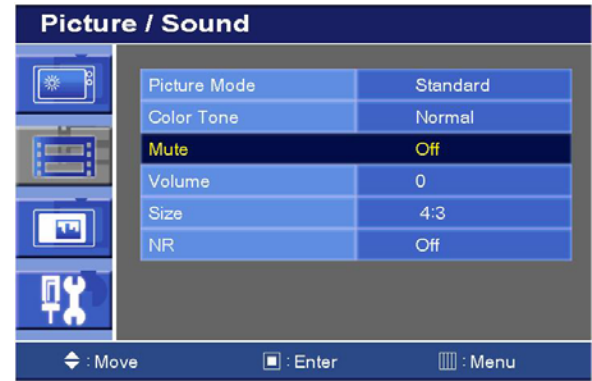 Picture / Sound
Picture Mode Standard
Color Tone Normal
Mute Off
Volume 0
Size 4:3
NR Off
: Move : Enter : Menu